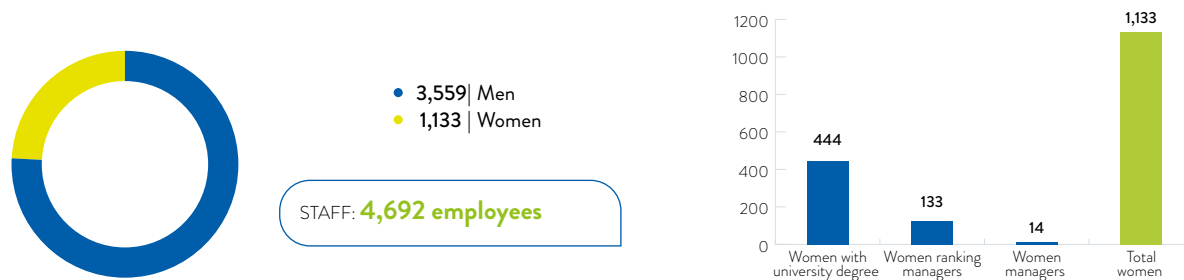 3,559| Men
1,133 | Women
STAFF: 4,692 employees
1200
1000
800
600
400
200
0
444
133
14
1,133
Women with
university degree
Women ranking
managers
Women
managers
Total
women